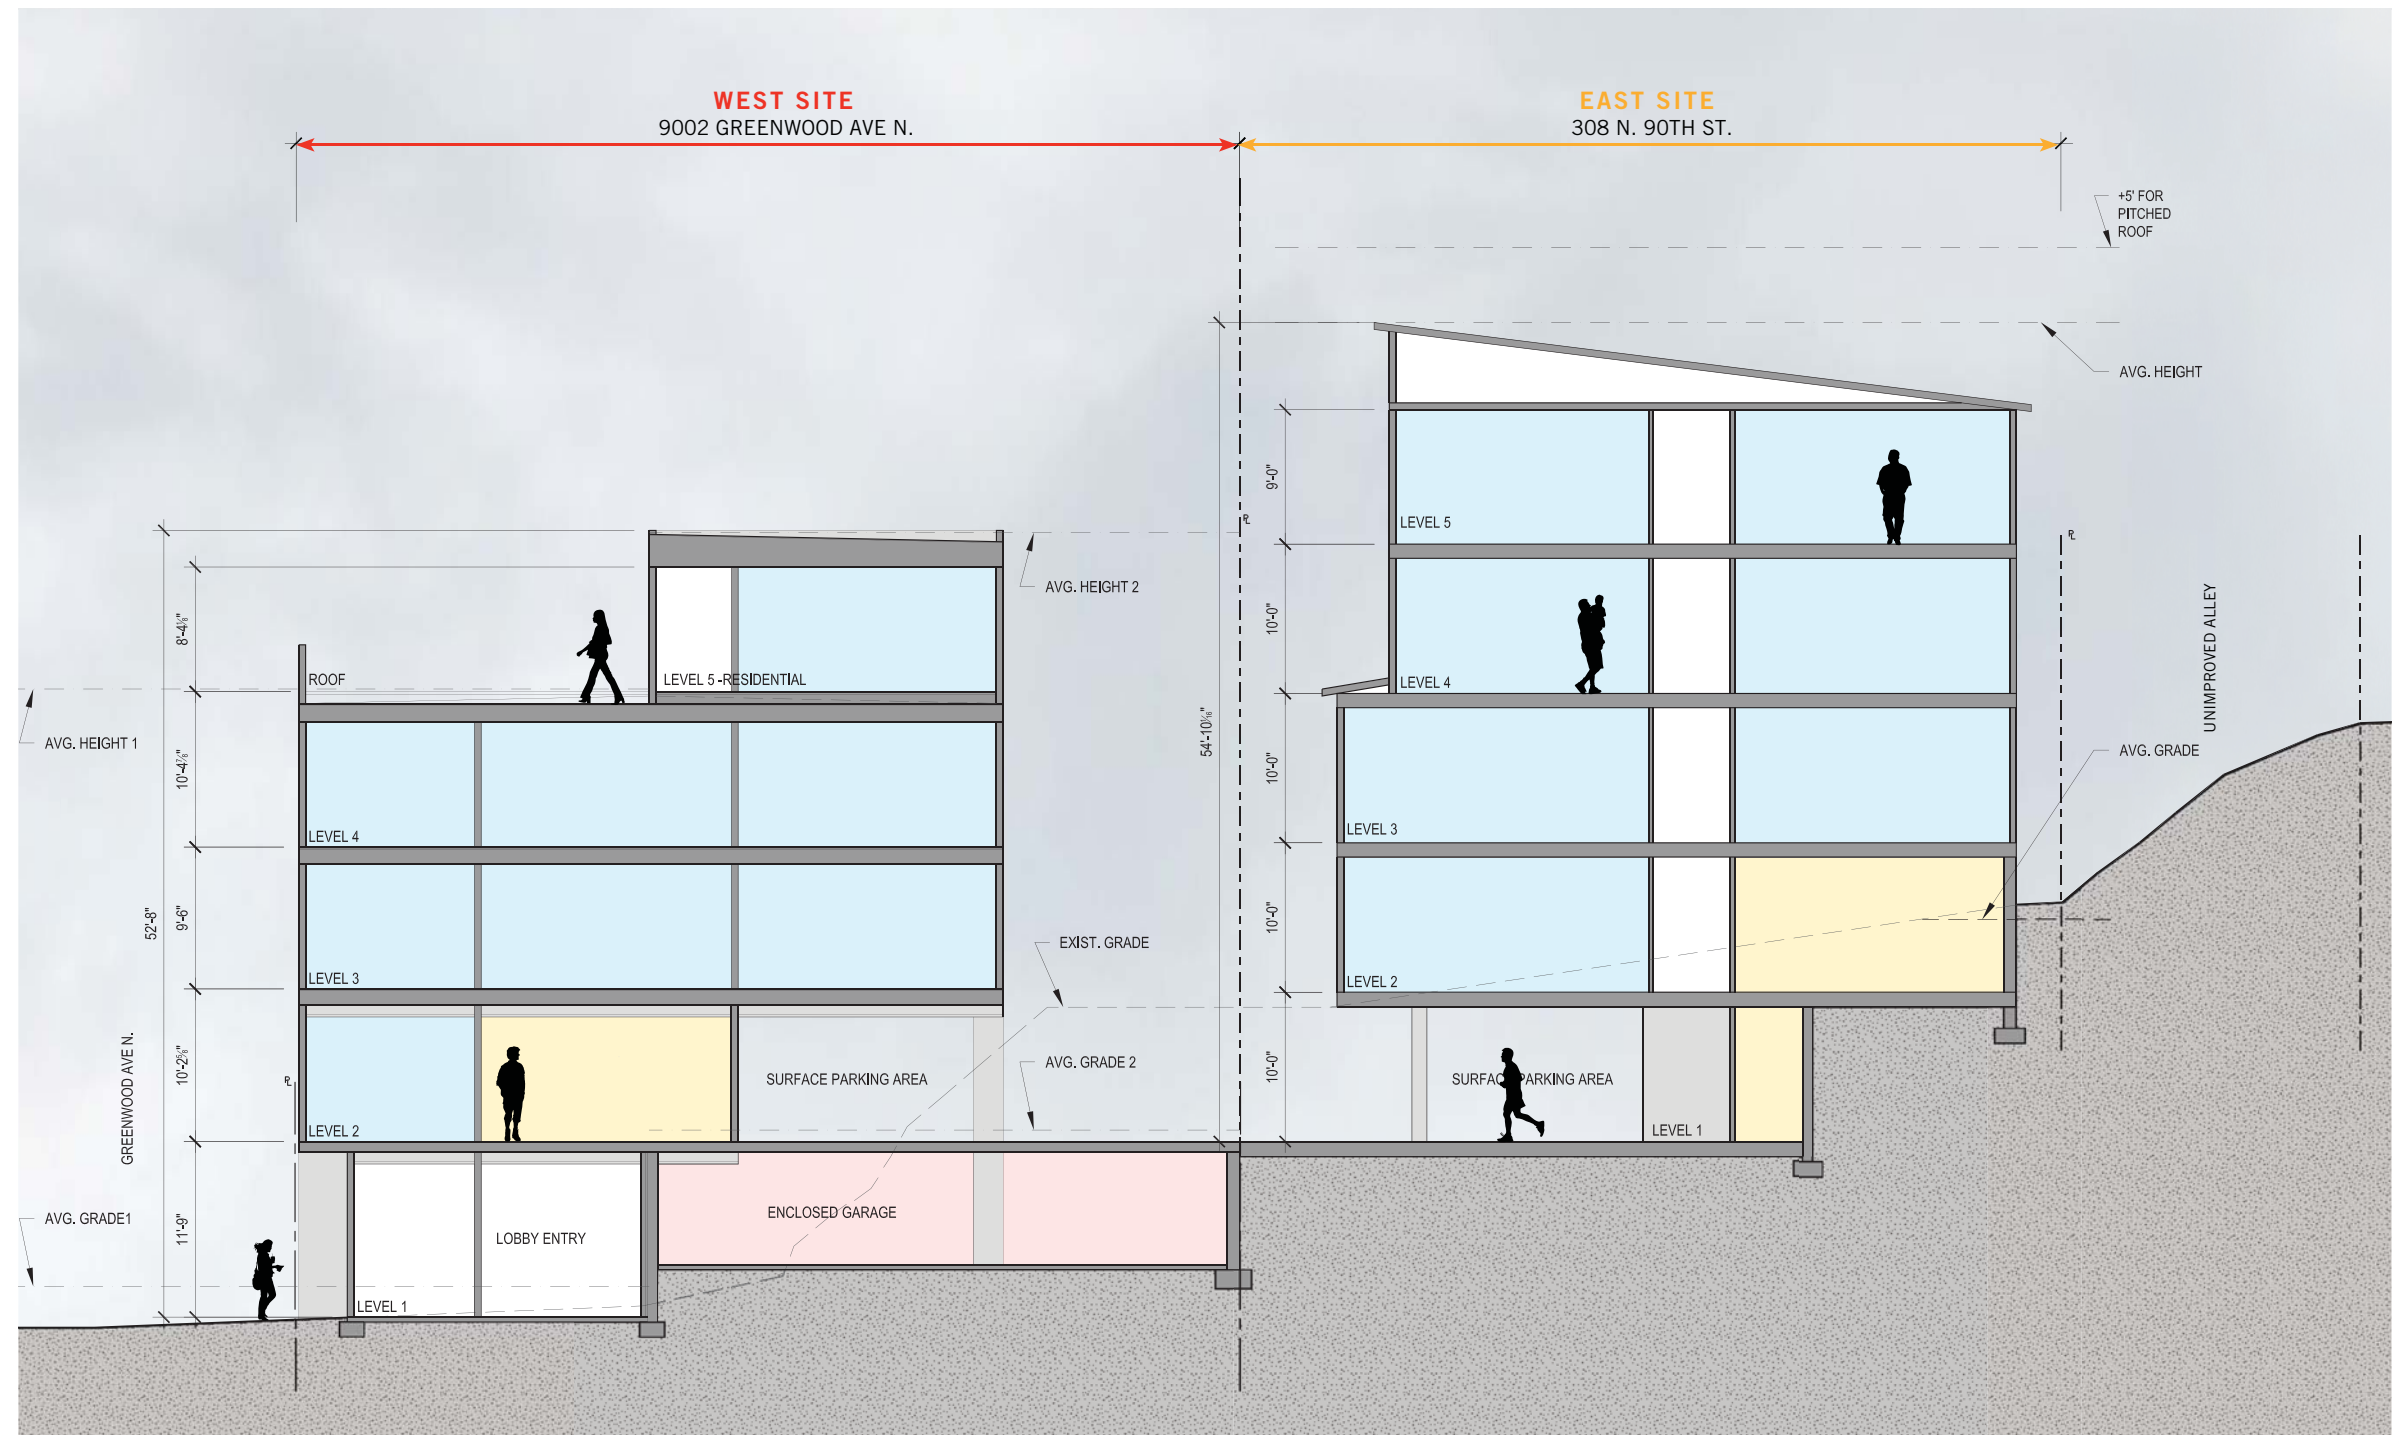 WEST SITE
9002 GREENWOOD AVE N.
EAST SITE
308 N. 90TH ST.
+5' FOR
PITCHED
ROOF
AVG. HEIGHT
9'-0"
LEVEL 5
AVG. HEIGHT 2
10'-0"
LEVEL 4
UNIMPROVED ALLEY
8'-4⅛"
ROOF
LEVEL 5 -RESIDENTIAL
AVG. HEIGHT 1
54'-10¹⁄₁₆"
AVG. GRADE
10'-4⅞"
LEVEL 4
10'-0"
LEVEL 3
52'-8"
9'-6"
LEVEL 3
EXIST. GRADE
10'-0"
LEVEL 2
GREENWOOD AVE N.
10'-2⅝"
LEVEL 2
SURFACE PARKING AREA
AVG. GRADE 2
10'-0"
SURFACE PARKING AREA
LEVEL 1
AVG. GRADE1
11'-9"
LOBBY ENTRY
ENCLOSED GARAGE
LEVEL 1